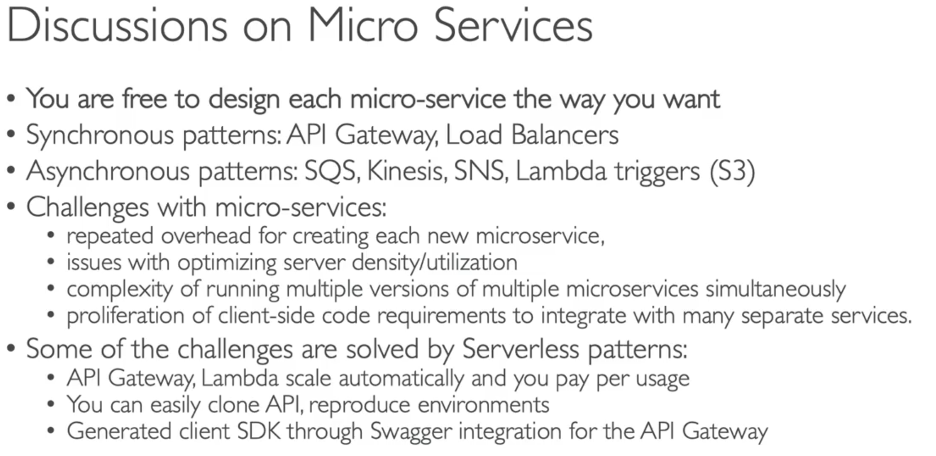 Discussions on Micro Services
• You are free to design each micro-service the way you want
• Synchronous patterns: API Gateway, Load Balancers
• Asynchronous patterns: SQS, Kinesis, SNS, Lambda triggers (S3)
• Challenges with micro-services:
• repeated overhead for creating each new microservice,
• issues with optimizing server density/utilization
• complexity of running multiple versions of multiple microservices simultaneously
• proliferation of client-side code requirements to integrate with many separate services.
• Some of the challenges are solved by Serverless patterns:
• API Gateway, Lambda scale automatically and you pay per usage
• You can easily clone API, reproduce environments
• Generated client SDK through Swagger integration for the API Gateway